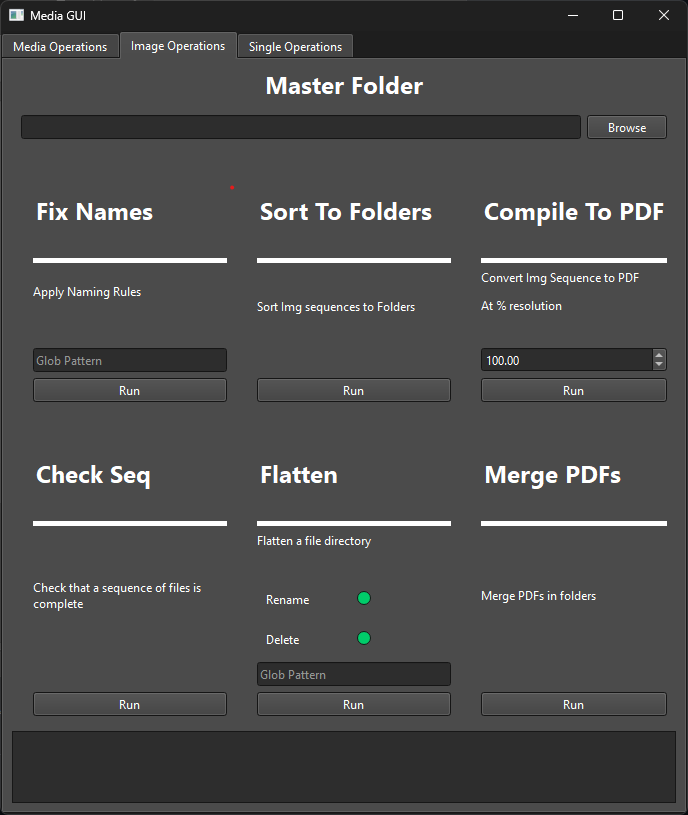 Media GUI
Media Operations
Image Operations
Single Operations
Master Folder
Browse
Fix Names
Apply Naming Rules
Glob Pattern
Run
Sort To Folders
Sort Img sequences to Folders
Run
Compile To PDF
Convert Img Sequence to PDF
At % resolution
100.00
Run
Check Seq
Check that a sequence of files is
complete
Run
Flatten
Flatten a file directory
Rename
Delete
Glob Pattern
Run
Merge PDFs
Merge PDFs in folders
Run